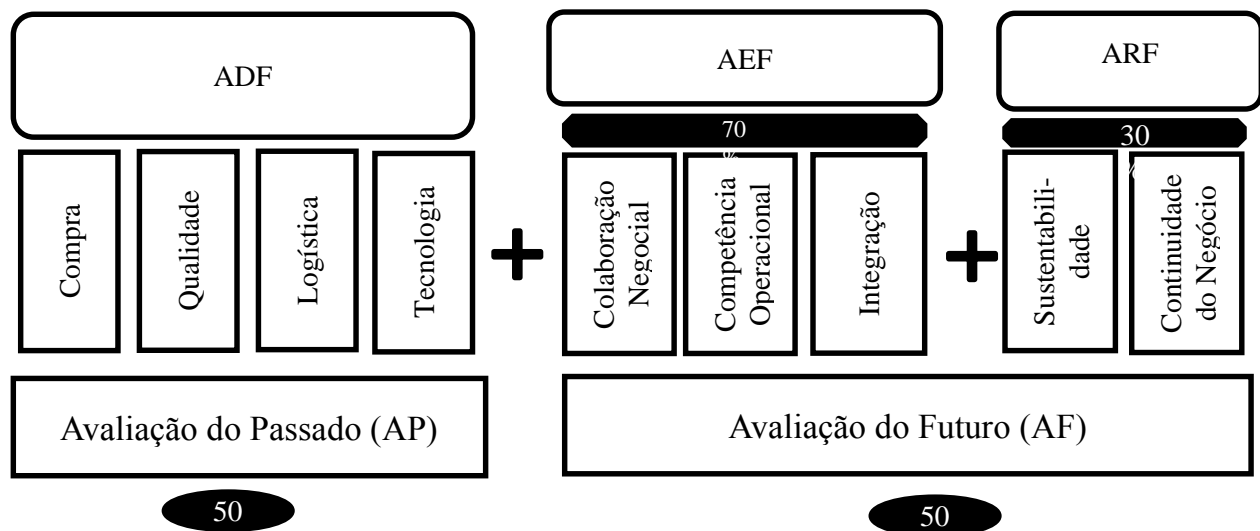 ADF
AEF
ARF
70
%
30
%
Compra
Qualidade
Logística
Tecnologia
Colaboração
Negocial
Competência
Operacional
Integração
Sustentabili-
dade
Continuidade
do Negócio
Avaliação do Passado (AP)
Avaliação do Futuro (AF)
50
50